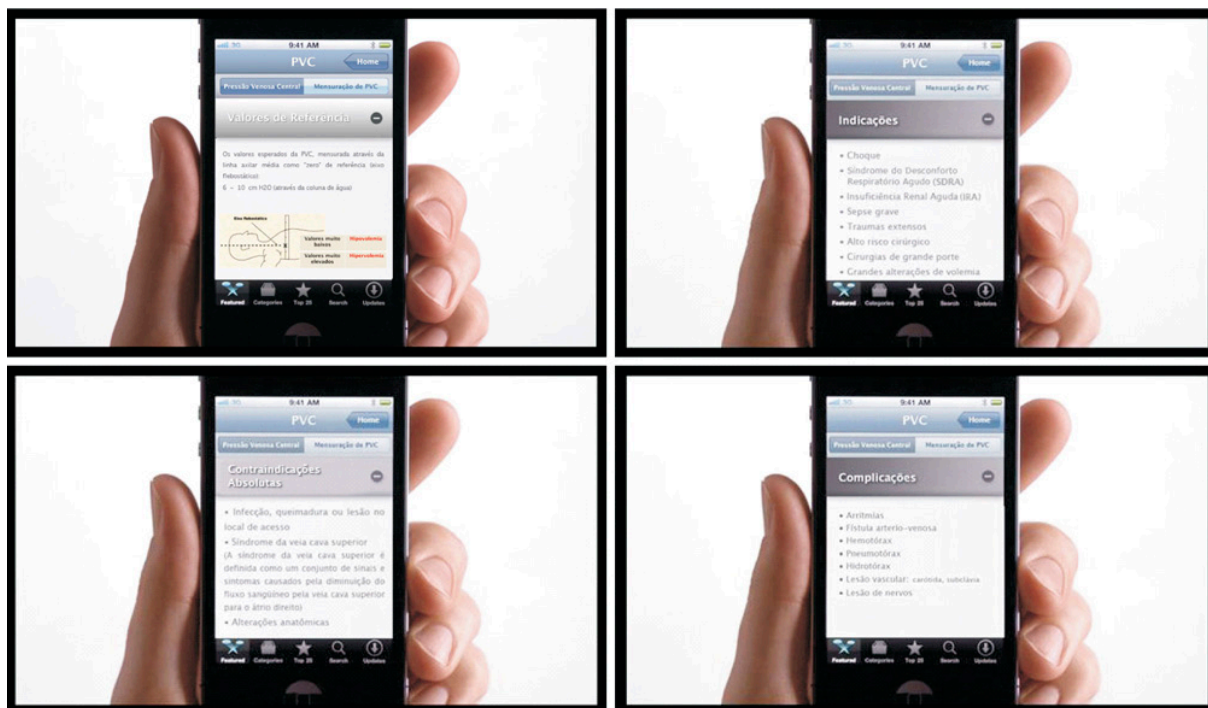 3G 9:41 AM
PVC Home
Pressão Venosa Central Mensuração de PVC
Valores de Referência
Os valores esperados da PVC, mensurada através da
linha axilar média como "zero" de referência (eixo
flebostático):
6 - 10 cm H2O (através da coluna de água)
Eixo flebostático
Valores muito baixos Hipovolemia
Valores muito elevados Hipervolemia
Featured Categories Top 25 Search Updates
3G 9:41 AM
PVC Home
Pressão Venosa Central Mensuração de PVC
Indicações
• Choque
• Síndrome do Desconforto
Respiratório Agudo (SDRA)
• Insuficiência Renal Aguda (IRA)
• Sepse grave
• Traumas extensos
• Alto risco cirúrgico
• Cirurgias de grande porte
• Grandes alterações de volemia
Featured Categories Top 25 Search Updates
3G 9:41 AM
PVC Home
Pressão Venosa Central Mensuração de PVC
Contraindicações
Absolutas
• Infecção, queimadura ou lesão no
local de acesso
• Síndrome da veia cava superior
(A síndrome da veia cava superior é
definida como um conjunto de sinais e
sintomas causados pela diminuição do
fluxo sangüíneo pela veia cava superior
para o átrio direito)
• Alterações anatômicas
Featured Categories Top 25 Search Updates
3G 9:41 AM
PVC Home
Pressão Venosa Central Mensuração de PVC
Complicações
• Arritmias
• Fístula arterio-venosa
• Hemotórax
• Pneumotórax
• Hidrotórax
• Lesão vascular: carótida, subclávia
• Lesão de nervos
Featured Categories Top 25 Search Updates